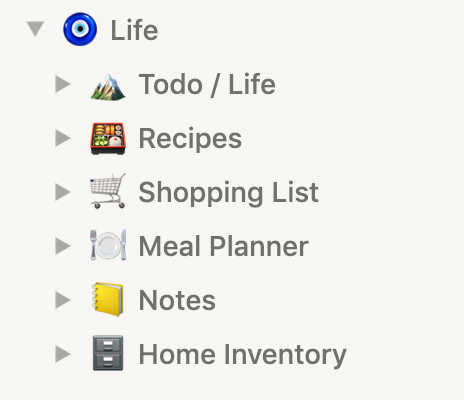 Life
Todo / Life
Recipes
Shopping List
Meal Planner
Notes
Home Inventory